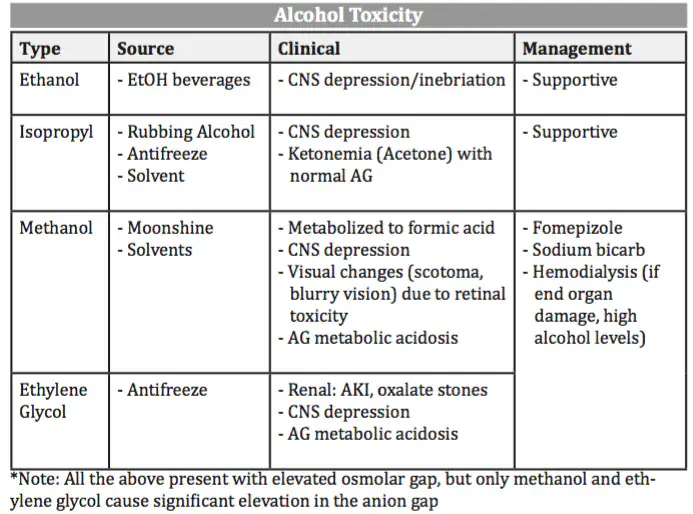 Alcohol Toxicity
Type Source Clinical Management
Ethanol - EtOH beverages - CNS depression/inebriation - Supportive
Isopropyl - Rubbing Alcohol - CNS depression - Supportive
- Antifreeze - Ketonemia (Acetone) with
- Solvent normal AG
Methanol - Moonshine - Metabolized to formic acid - Fomepizole
- Solvents - CNS depression - Sodium bicarb
- Visual changes (scotoma, - Hemodialysis (if
blurry vision) due to retinal end organ
toxicity damage, high
- AG metabolic acidosis alcohol levels)
Ethylene - Antifreeze - Renal: AKI, oxalate stones
Glycol - CNS depression
- AG metabolic acidosis
*Note: All the above present with elevated osmolar gap, but only methanol and eth-
ylene glycol cause significant elevation in the anion gap